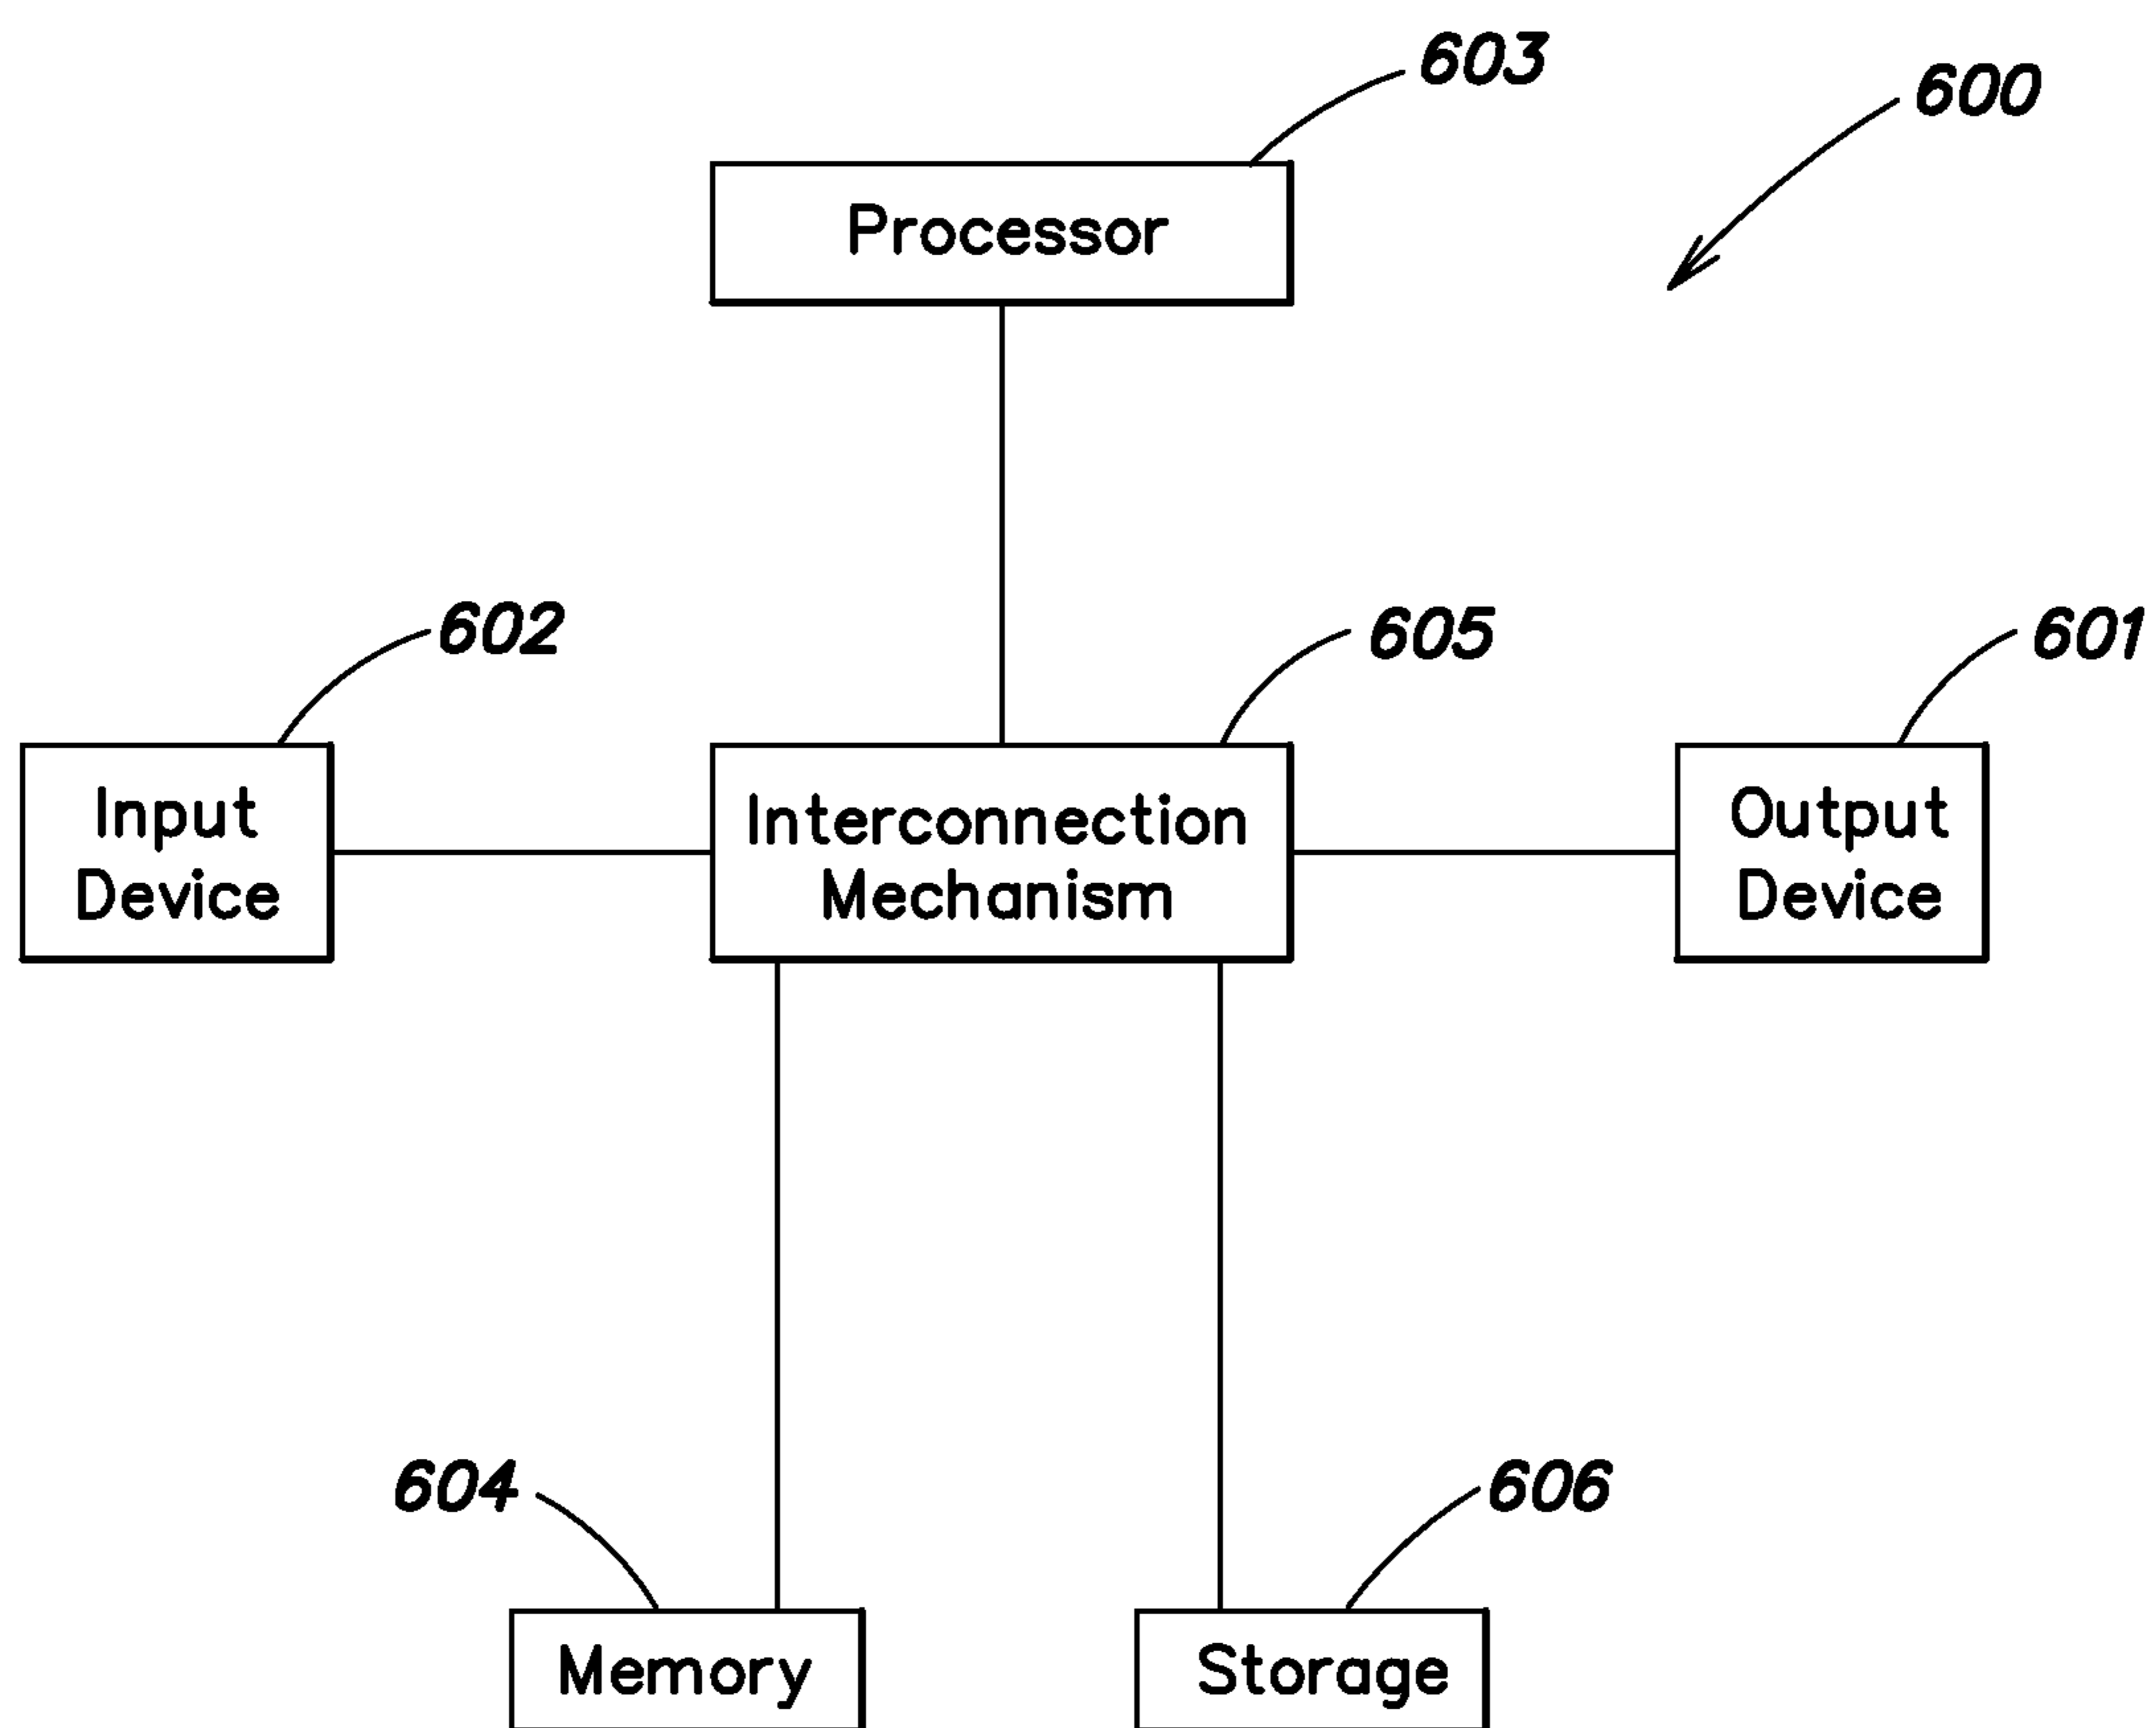 603
600
Processor
602
605
601
Input
Device
Interconnection
Mechanism
Output
Device
604
606
Memory
Storage